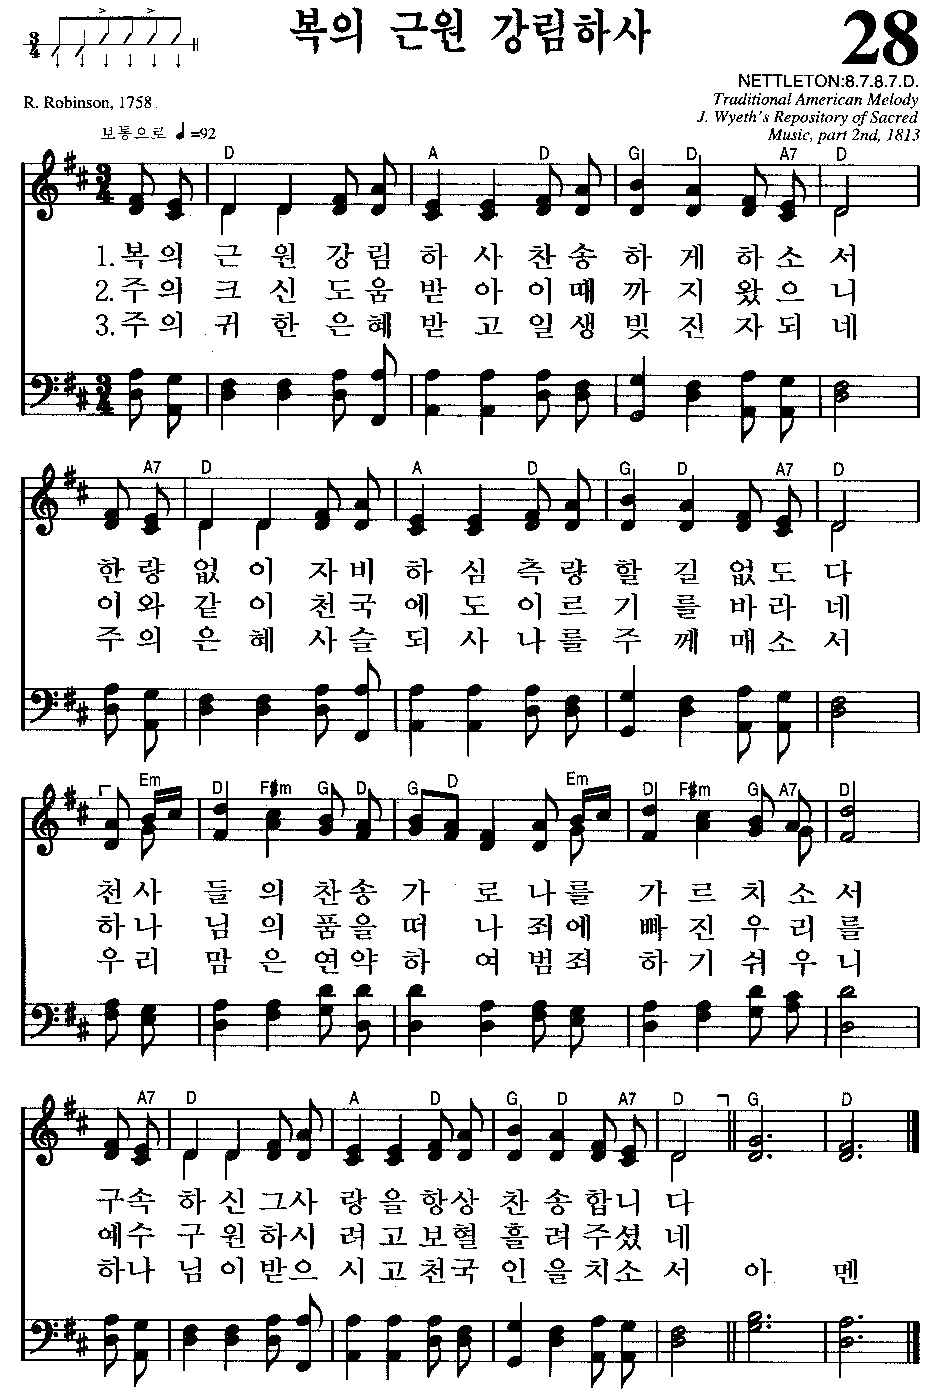 복의 근원 강림하사
28
NETTLETON:8.7.8.7.D.
R. Robinson, 1758
Traditional American Melody
J. Wyeth's Repository of Sacred
Music, part 2nd, 1813
보통으로 ♩=92
3/4
D A D G D A7 D
1. 복의 근원 강림하사 찬송하게 하소서
2. 주의 크신 도움받아 이때까지 왔으니
3. 주의 귀한 은혜받고 일생빚진자되네
A7 D A D G D A7 D
한량없이 자비하심 측량할길 없도다
이와같이 천국에도 이르기를 바라네
주의은혜 사슬되사 나를주께 매소서
Em D F#m G D G D Em D F#m G A7 D
천사들의 찬송가로 나를 가르치소서
하나님의 품을떠나 죄에 빠진 우리를
우리맘은 연약하여 범죄하기 쉬우니
A7 D A D G D A7 D G D
구속하신 그사랑을 항상 찬송합니다
예수구원하시려고 보혈 흘려주셨네
하나님이 받으시고 천국인을치소서 아멘